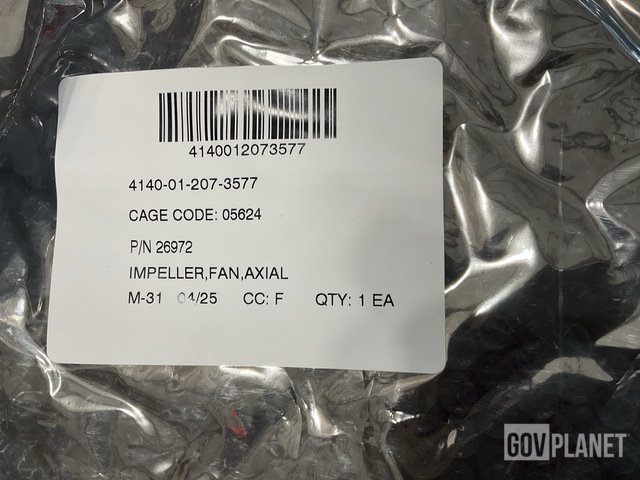 4140012073577
4140-01-207-3577
CAGE CODE: 05624
P/N 26972
IMPELLER,FAN,AXIAL
M-31 04/25 CC: F QTY: 1 EA
GOVPLANET